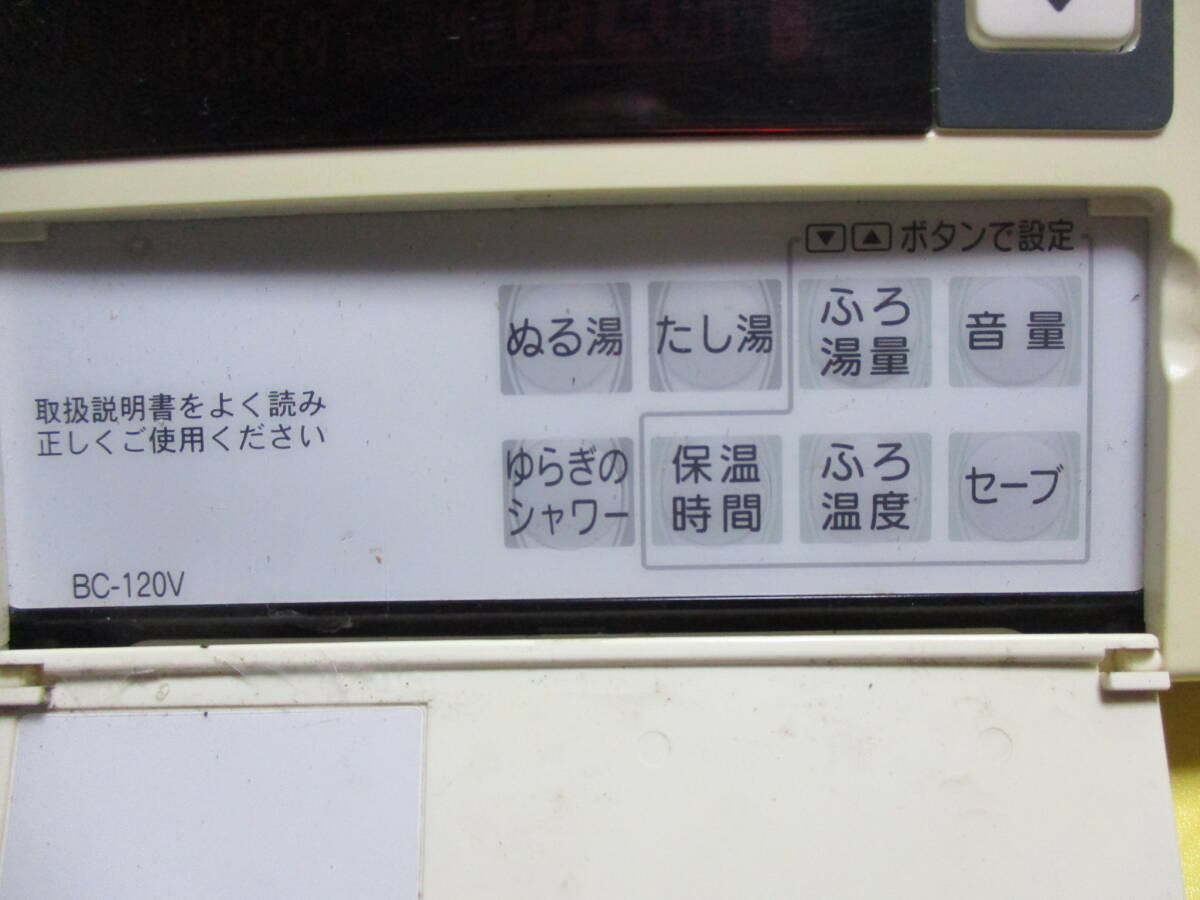 ▼▲ボタンで設定
ぬる湯
たし湯
ふろ
湯量
音量
取扱説明書をよく読み
正しくご使用ください
ゆらぎの
シャワー
保温
時間
ふろ
温度
セーブ
BC-120V